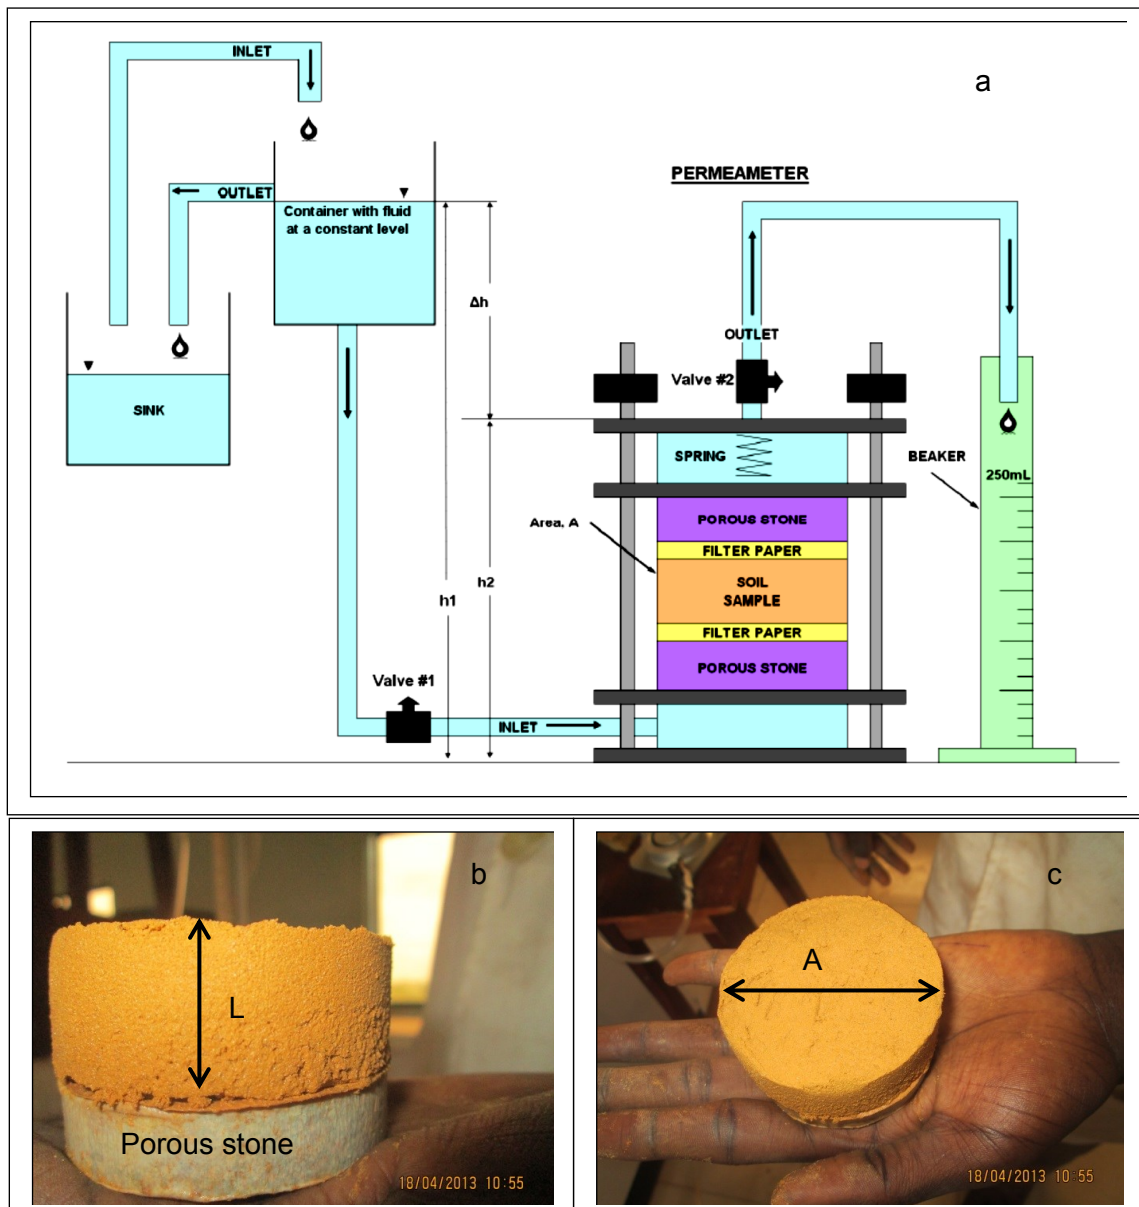 INLET
a
PERMEAMETER
OUTLET
Container with fluid
at a constant level
Δh
OUTLET
Valve #2
SINK
SPRING
BEAKER
250mL
POROUS STONE
Area, A
FILTER PAPER
h2
SOIL
SAMPLE
h1
FILTER PAPER
POROUS STONE
Valve #1
INLET
b
L
Porous stone
18/04/2013 10:55
c
A
18/04/2013 10:55